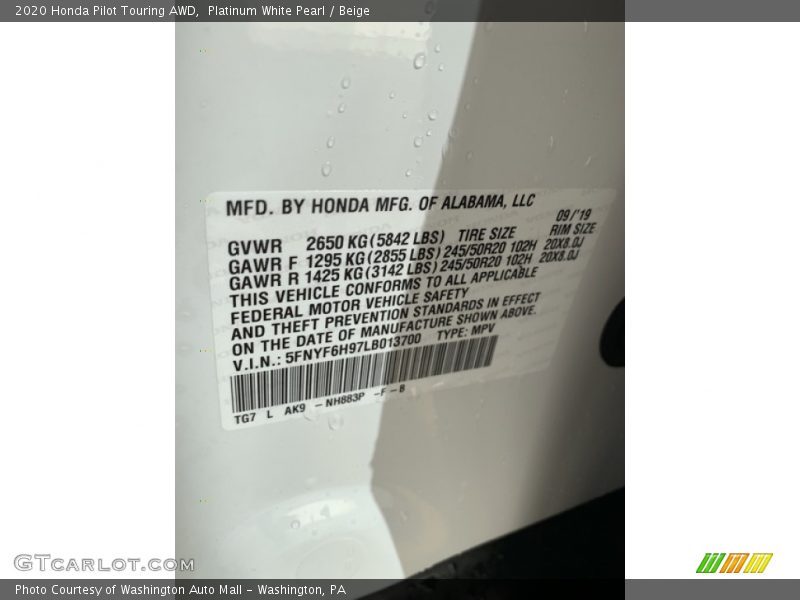 2020 Honda Pilot Touring AWD,  Platinum White Pearl / Beige
MFD. BY HONDA MFG. OF ALABAMA, LLC
09/'19
GVWR 2650 KG (5842 LBS) TIRE SIZE RIM SIZE
GAWR F 1295 KG (2855 LBS) 245/50R20 102H 20X8.0J
GAWR R 1425 KG (3142 LBS) 245/50R20 102H 20X8.0J
THIS VEHICLE CONFORMS TO ALL APPLICABLE
FEDERAL MOTOR VEHICLE SAFETY
AND THEFT PREVENTION STANDARDS IN EFFECT
ON THE DATE OF MANUFACTURE SHOWN ABOVE.
V.I.N.: 5FNYF6H97LB013700 TYPE: MPV
TG7 L AK9 -NH883P -F-B
GTCARLOT.COM
Photo Courtesy of Washington Auto Mall - Washington, PA